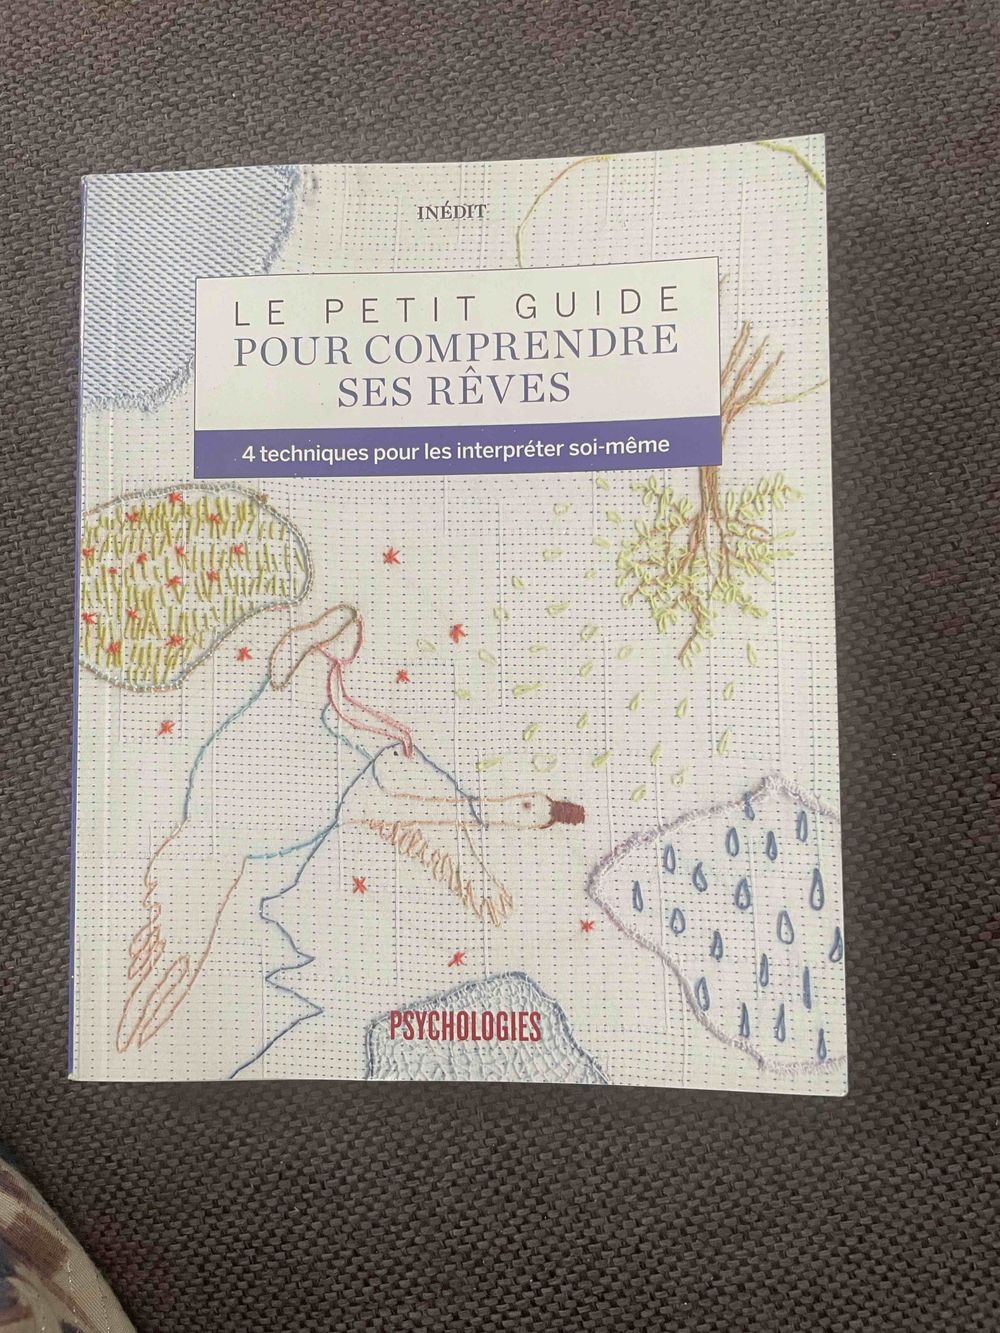 INÉDIT
LE PETIT GUIDE
POUR COMPRENDRE
SES RÊVES
4 techniques pour les interpréter soi-même
PSYCHOLOGIES